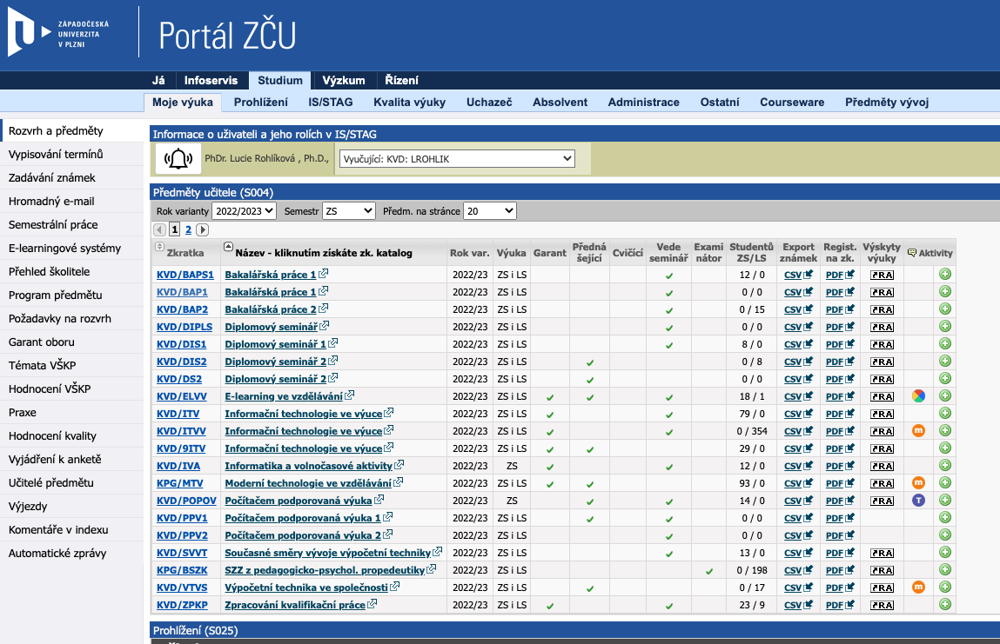 ZÁPADOČESKÁ
UNIVERZITA
V PLZNI
Portál ZČU
Já Infoservis Studium Výzkum Řízení
Moje výuka Prohlížení IS/STAG Kvalita výuky Uchazeč Absolvent Administrace Ostatní Courseware Předměty vývoj
Rozvrh a předměty
Vypisování termínů
Zadávání známek
Hromadný e-mail
Semestrální práce
E-learningové systémy
Přehled školitele
Program předmětu
Požadavky na rozvrh
Garant oboru
Témata VŠKP
Hodnocení VŠKP
Praxe
Hodnocení kvality
Vyjádření k anketě
Učitelé předmětu
Výjezdy
Komentáře v indexu
Automatické zprávy
Informace o uživateli a jeho rolích v IS/STAG
PhDr. Lucie Rohlíková , Ph.D., Vyučující: KVD: LROHLIK
Předměty učitele (S004)
Rok varianty 2022/2023 Semestr ZS Předm. na stránce 20
1 2
Zkratka Název - kliknutím získáte zk. katalog Rok var. Výuka Garant Předná šející Cvičící Vede seminář Exami nátor Studentů ZS/LS Export známek Regist. na zk. Výskyty výuky Aktivity
KVD/BAPS1 Bakalářská práce 1 2022/23 ZS i LS ✓ 12 / 0 CSV PDF RA
KVD/BAP1 Bakalářská práce 1 2022/23 ZS i LS ✓ 0 / 0 CSV PDF RA
KVD/BAP2 Bakalářská práce 2 2022/23 ZS i LS ✓ 0 / 15 CSV PDF RA
KVD/DIPLS Diplomový seminář 2022/23 ZS i LS ✓ 0 / 0 CSV PDF RA
KVD/DIS1 Diplomový seminář 1 2022/23 ZS i LS ✓ 8 / 0 CSV PDF RA
KVD/DIS2 Diplomový seminář 2 2022/23 ZS i LS ✓ 0 / 8 CSV PDF RA
KVD/DS2 Diplomový seminář 2 2022/23 ZS i LS ✓ 0 / 0 CSV PDF RA
KVD/ELVV E-learning ve vzdělávání 2022/23 ZS i LS ✓ ✓ ✓ 18 / 1 CSV PDF RA
KVD/ITV Informační technologie ve výuce 2022/23 ZS i LS ✓ ✓ 79 / 0 CSV PDF RA
KVD/ITVV Informační technologie ve výuce 2022/23 ZS i LS ✓ ✓ 0 / 354 CSV PDF RA m
KVD/9ITV Informační technologie ve výuce 2022/23 ZS i LS ✓ ✓ 29 / 0 CSV PDF RA
KVD/IVA Informatika a volnočasové aktivity 2022/23 ZS ✓ ✓ 12 / 0 CSV PDF RA
KPG/MTV Moderní technologie ve vzdělávání 2022/23 ZS i LS ✓ ✓ 93 / 0 CSV PDF RA m
KVD/POPOV Počítačem podporovaná výuka 2022/23 ZS ✓ ✓ 14 / 0 CSV PDF RA T
KVD/PPV1 Počítačem podporovaná výuka 1 2022/23 ZS i LS ✓ ✓ 0 / 0 CSV PDF
KVD/PPV2 Počítačem podporovaná výuka 2 2022/23 ZS i LS ✓ 0 / 0 CSV PDF
KVD/SVVT Současné směry vývoje výpočetní techniky 2022/23 ZS i LS ✓ 13 / 0 CSV PDF RA
KPG/BSZK SZZ z pedagogicko-psychol. propedeutiky 2022/23 ZS i LS ✓ 0 / 198 CSV PDF RA
KVD/VTVS Výpočetní technika ve společnosti 2022/23 ZS i LS ✓ 0 / 17 CSV PDF RA m
KVD/ZPKP Zpracování kvalifikační práce 2022/23 ZS i LS ✓ ✓ 23 / 9 CSV PDF RA
Prohlížení (S025)